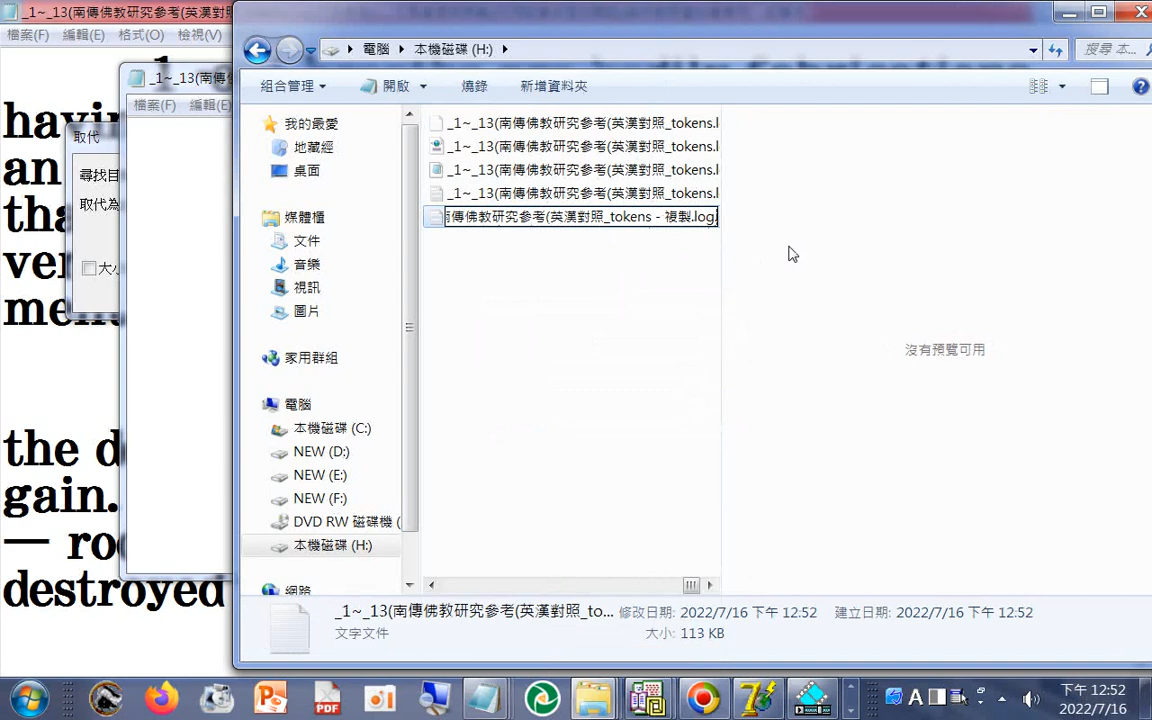 _1~_13(南傳佛教研究參考(英漢對照
檔案(F) 編輯(E) 格式(O) 檢視(V)
_1~_13(南傳佛
檔案(F) 編輯(E)
取代
尋找目
取代為
大小
an
tha
the d
gain.
— ro
destroyed
電腦 本機磁碟 (H:)
搜尋 本...
組合管理 開啟 燒錄 新增資料夾
我的最愛
地藏經
桌面
媒體櫃
文件
音樂
視訊
圖片
家用群組
電腦
本機磁碟 (C:)
NEW (D:)
NEW (E:)
NEW (F:)
DVD RW 磁碟機 (
本機磁碟 (H:)
網路
_1~_13(南傳佛教研究參考(英漢對照_tokens.l
_1~_13(南傳佛教研究參考(英漢對照_tokens.l
_1~_13(南傳佛教研究參考(英漢對照_tokens.l
_1~_13(南傳佛教研究參考(英漢對照_tokens.l
傳佛教研究參考(英漢對照_tokens - 複製.log
沒有預覽可用
_1~_13(南傳佛教研究參考(英漢對照_to... 修改日期: 2022/7/16 下午 12:52 建立日期: 2022/7/16 下午 12:52
文字文件 大小: 113 KB
PDF
A
下午 12:52
2022/7/16